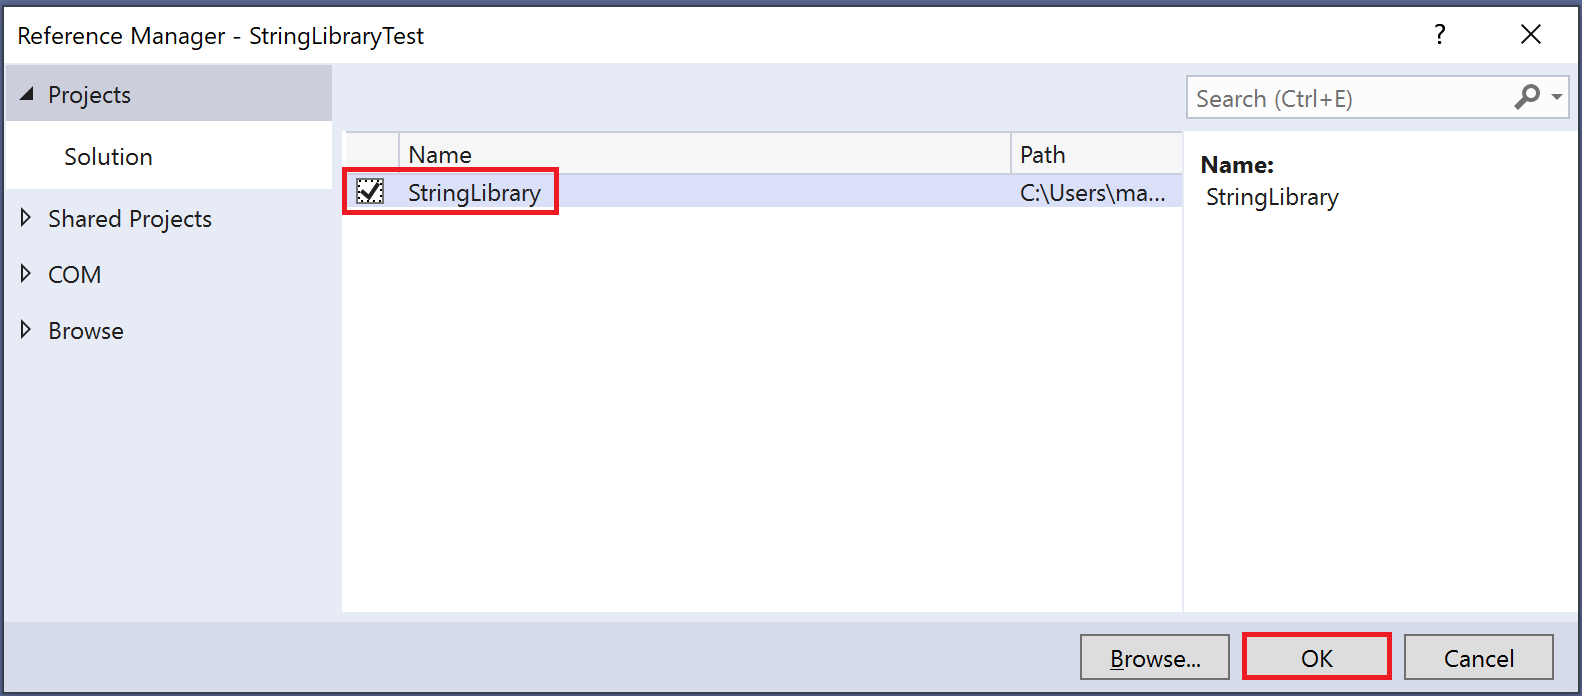 Reference Manager - StringLibraryTest
?
Projects
Search (Ctrl+E)
Solution
Name
Path
StringLibrary
C:\Users\ma...
Name:
StringLibrary
Shared Projects
COM
Browse
Browse...
OK
Cancel